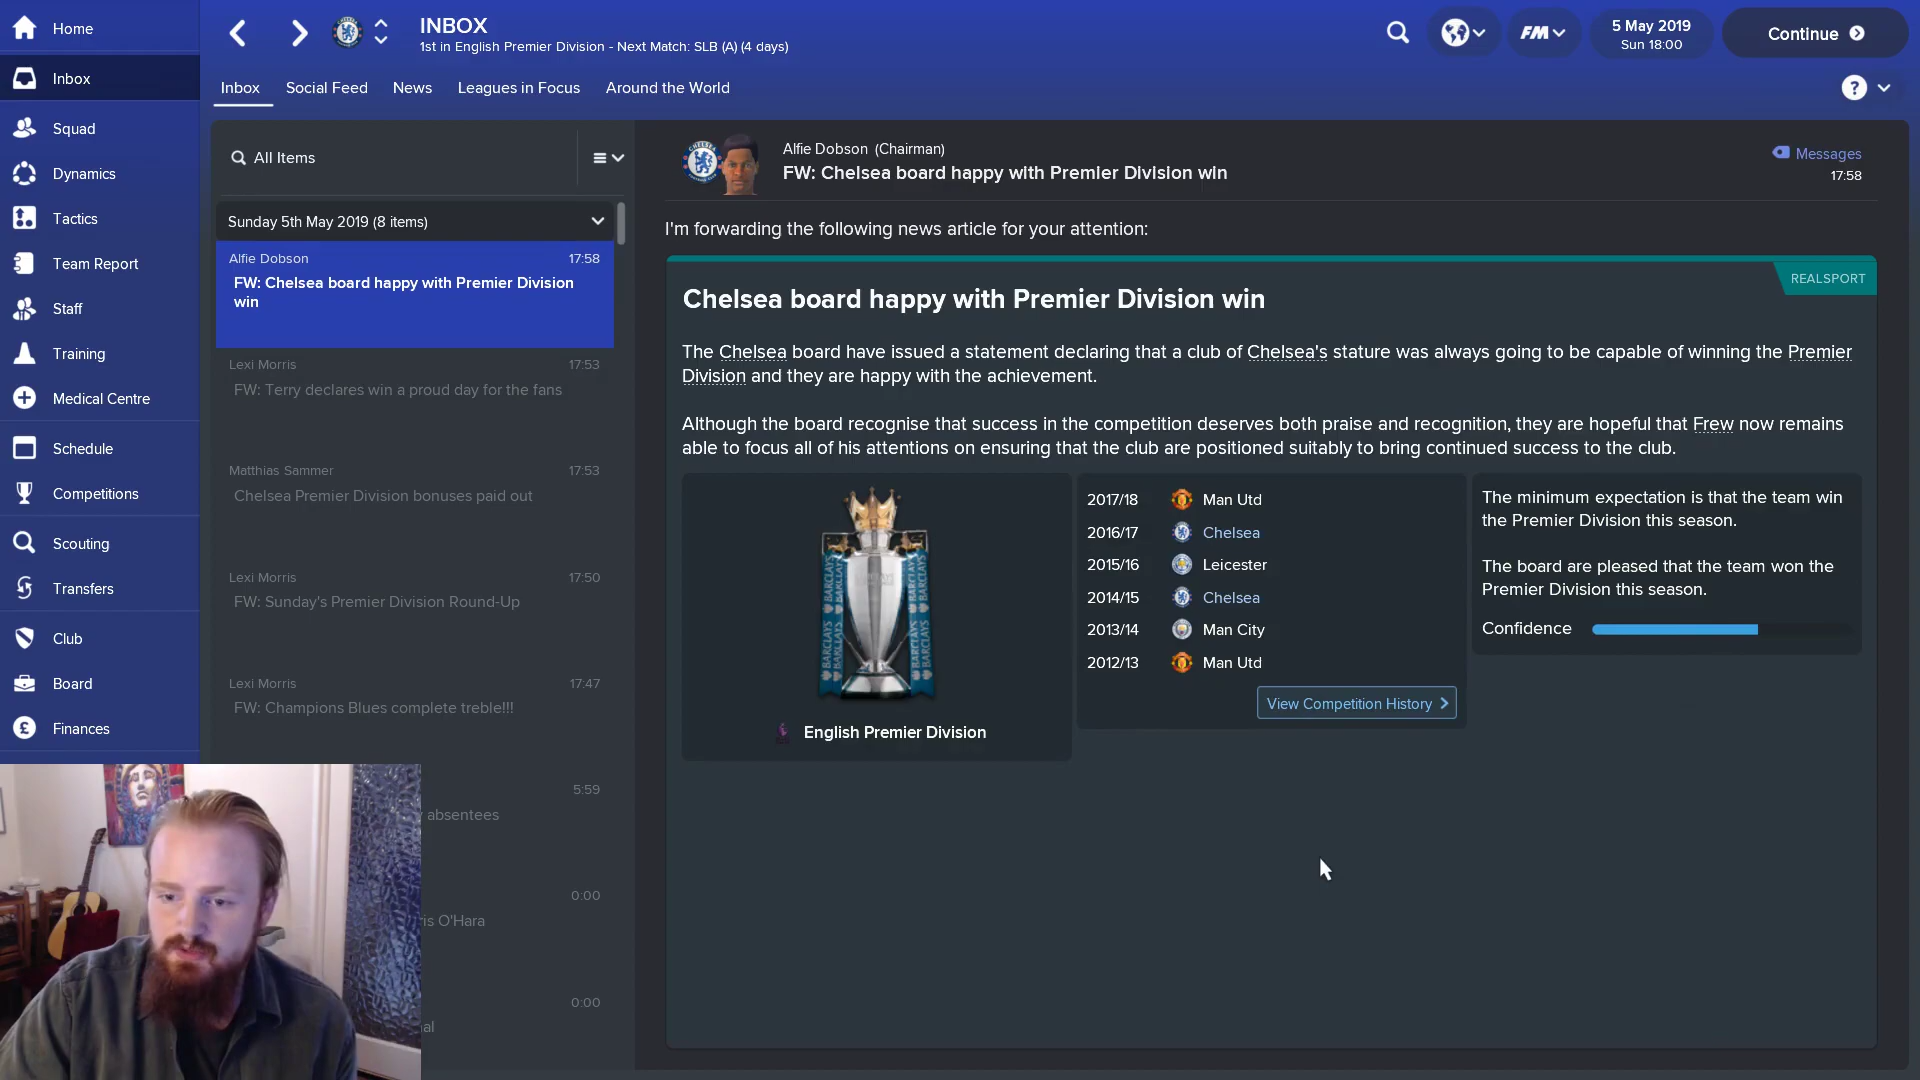 Home
Inbox
Squad
Dynamics
Tactics
Team Report
Staff
Training
Medical Centre
Schedule
Competitions
Scouting
Transfers
Club
Board
Finances
INBOX
1st in English Premier Division - Next Match: SLB (A) (4 days)
FM
5 May 2019
Sun 18:00
Continue
Inbox
Social Feed
News
Leagues in Focus
Around the World
?
All Items
Sunday 5th May 2019 (8 items)
Alfie Dobson 17:58
FW: Chelsea board happy with Premier Division
win
Lexi Morris 17:53
FW: Terry declares win a proud day for the fans
Matthias Sammer 17:53
Chelsea Premier Division bonuses paid out
Lexi Morris 17:50
FW: Sunday's Premier Division Round-Up
Lexi Morris 17:47
FW: Champions Blues complete treble!!!
5:59
absentees
0:00
ris O'Hara
0:00
al
Alfie Dobson (Chairman)
FW: Chelsea board happy with Premier Division win
Messages
17:58
I'm forwarding the following news article for your attention:
REALSPORT
Chelsea board happy with Premier Division win
The Chelsea board have issued a statement declaring that a club of Chelsea's stature was always going to be capable of winning the Premier
Division and they are happy with the achievement.
Although the board recognise that success in the competition deserves both praise and recognition, they are hopeful that Frew now remains
able to focus all of his attentions on ensuring that the club are positioned suitably to bring continued success to the club.
BARCLAYS
BARCLAYS
BARCLAYS
BARCLAYS
English Premier Division
2017/18 Man Utd
2016/17 Chelsea
2015/16 Leicester
2014/15 Chelsea
2013/14 Man City
2012/13 Man Utd
View Competition History
The minimum expectation is that the team win
the Premier Division this season.
The board are pleased that the team won the
Premier Division this season.
Confidence